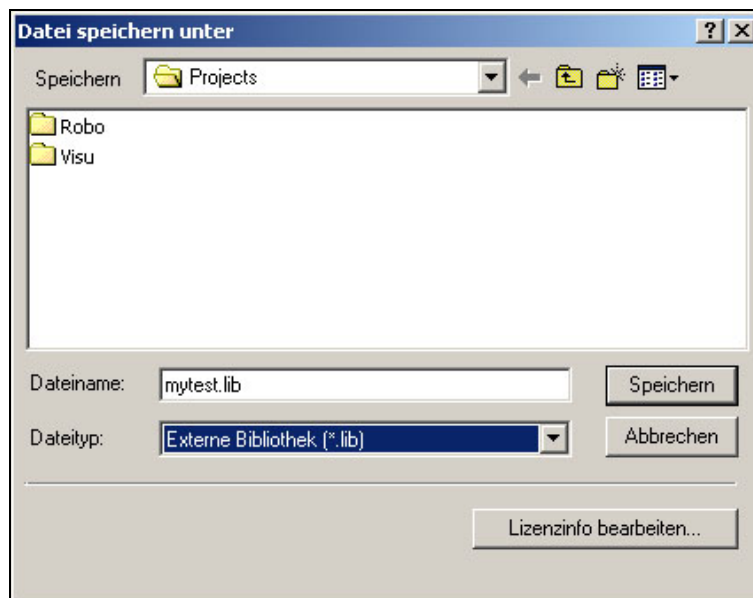 Datei speichern unter
Speichern Projects
Robo
Visu
Dateiname: mytest.lib Speichern
Dateityp: Externe Bibliothek (*.lib) Abbrechen
Lizenzinfo bearbeiten...